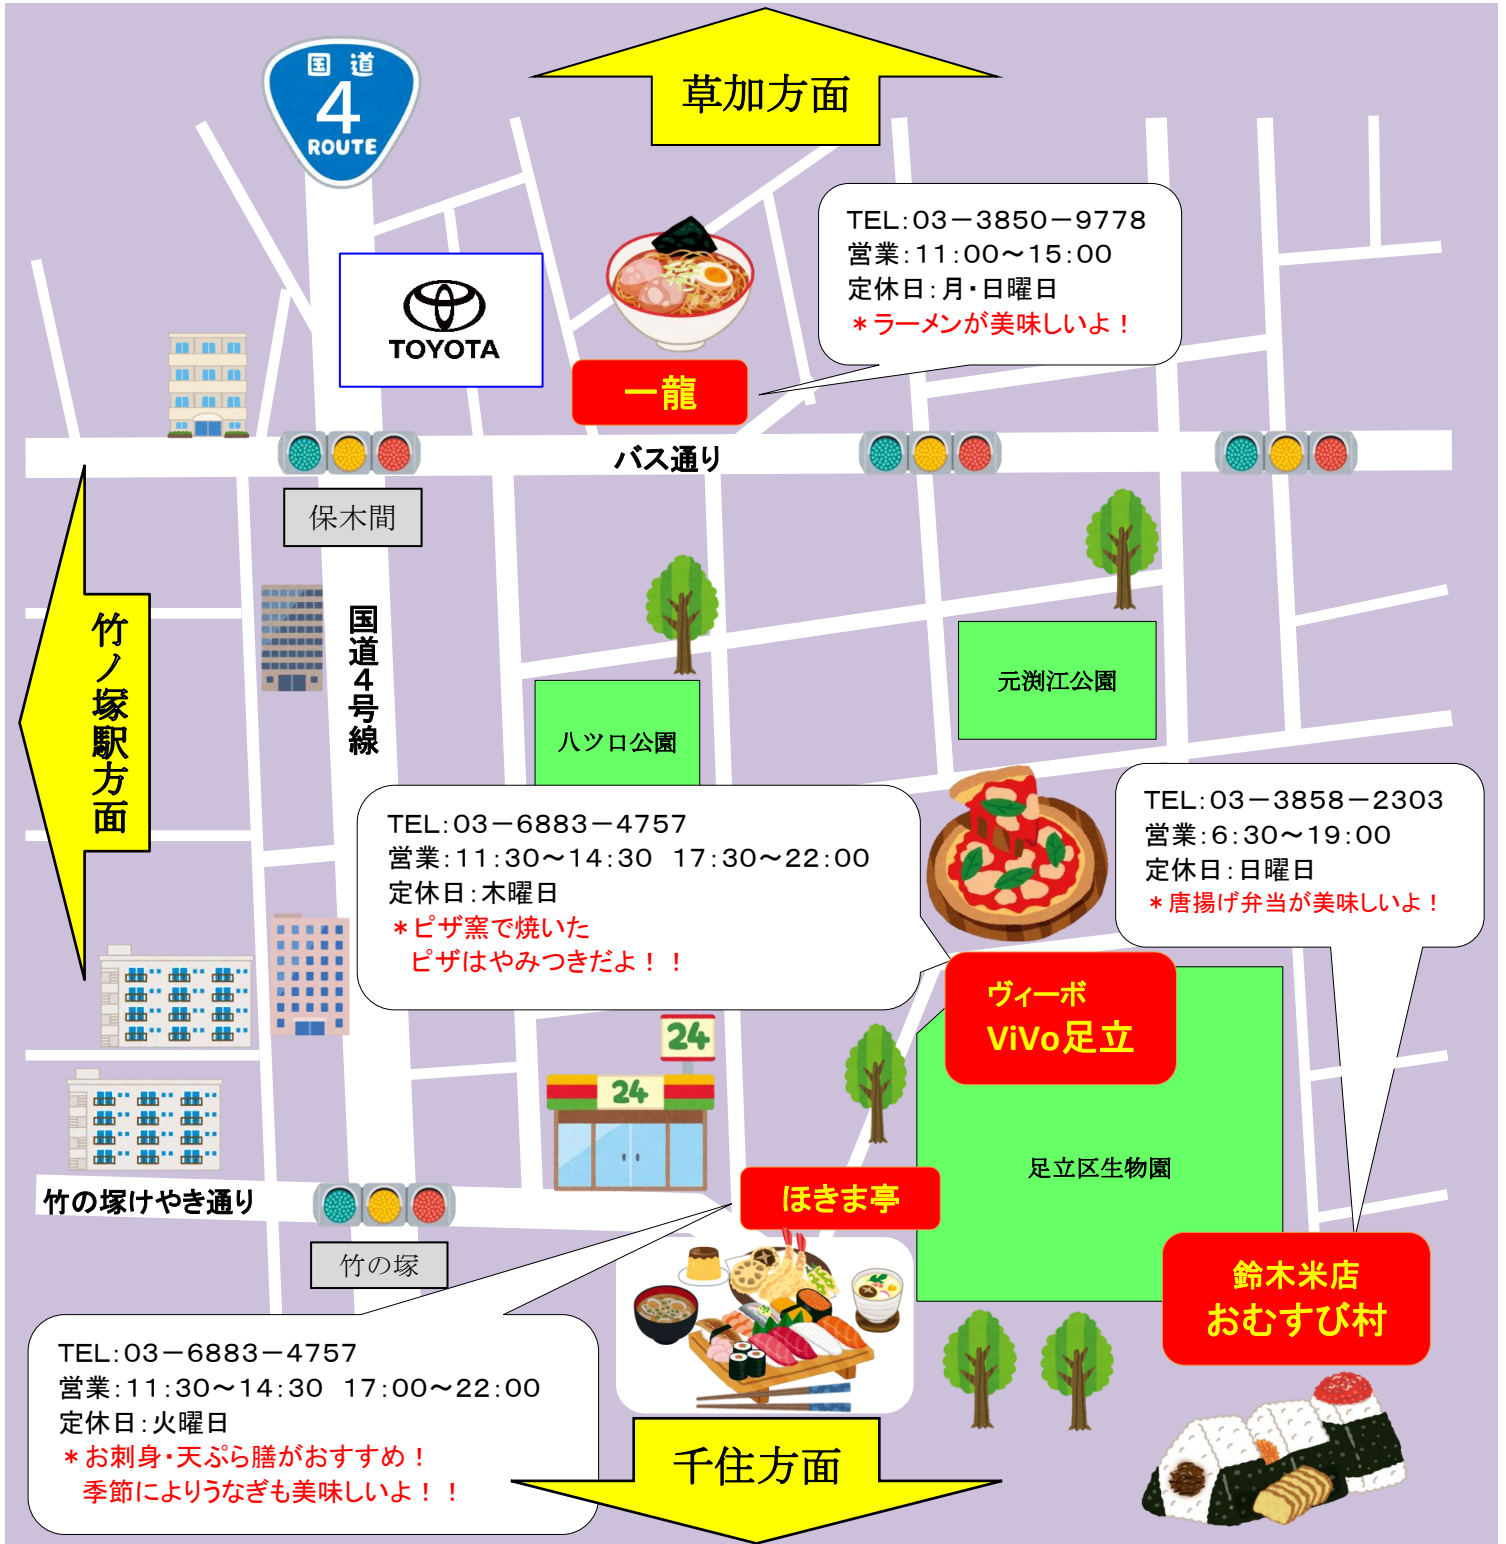 国道
4
ROUTE
草加方面
TEL:03－3850－9778
営業:11:00～15:00
定休日:月・日曜日
＊ラーメンが美味しいよ！
TOYOTA
一龍
バス通り
保木間
国道4号線
竹ノ塚駅方面
八ツ口公園
元渕江公園
TEL:03－6883－4757
営業:11:30～14:30 17:30～22:00
定休日:木曜日
＊ピザ窯で焼いた
ピザはやみつきだよ！！
TEL:03－3858－2303
営業:6:30～19:00
定休日:日曜日
＊唐揚げ弁当が美味しいよ！
ヴィーボ
ViVo足立
24
24
足立区生物園
竹の塚けやき通り
ほきま亭
竹の塚
鈴木米店
おむすび村
TEL:03－6883－4757
営業:11:30～14:30 17:00～22:00
定休日:火曜日
＊お刺身・天ぷら膳がおすすめ！
季節によりうなぎも美味しいよ！！
千住方面